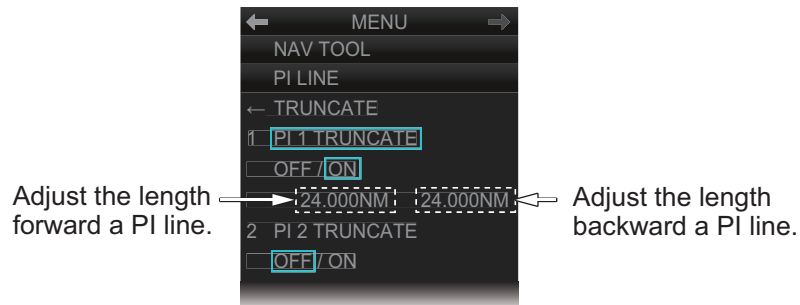 MENU
NAV TOOL
PI LINE
← TRUNCATE
1 PI 1 TRUNCATE
OFF / ON
24.000NM 24.000NM
2 PI 2 TRUNCATE
OFF / ON
Adjust the length
forward a PI line.
Adjust the length
backward a PI line.